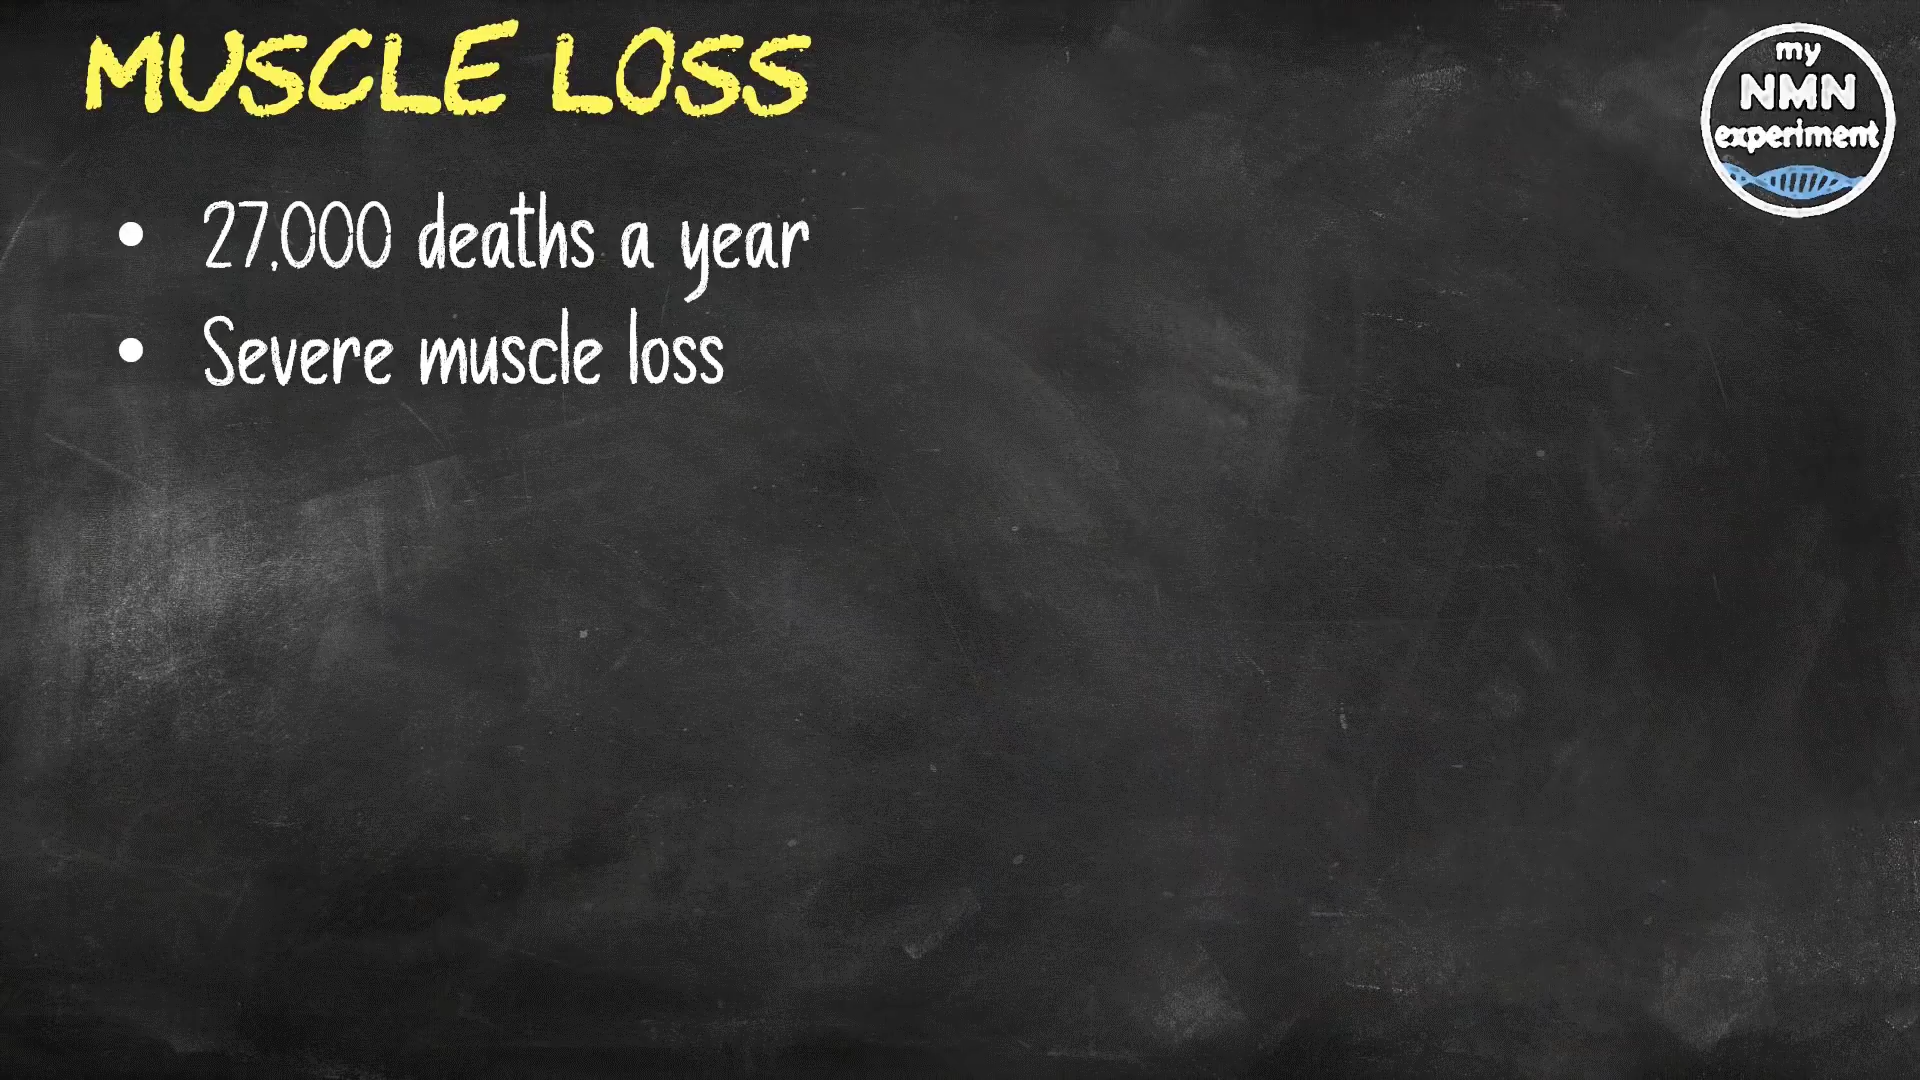 MUSCLE LOSS
my
NMN
experiment
• 27,000 deaths a year
• Severe muscle loss